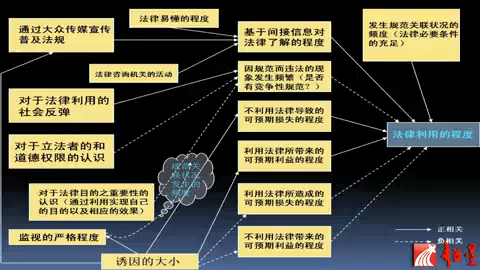 通过大众传媒宣传
普及法规
法律易懂的程度
基于间接信息对
法律了解的程度
发生规范关联状况的
频度（法律必要条件
的充足）
法律咨询机关的活动
因规范而违法的现
象发生频繁（是否
有竞争性规范？）
对于法律利用的
社会反弹
不利用法律导致的
可预期损失的程度
法律利用的程度
对于立法者的和
道德权限的认识
利用法律所带来的
可预期利益的程度
规范关
联状况
发生的
频度
对于法律目的之重要性的
认识（通过利用实现自己
的目的以及相应的效果）
利用法律所造成的
可预期损失的程度
监视的严格程度
不利用法律带来的
可预期利益的程度
诱因的大小
正相关
负相关